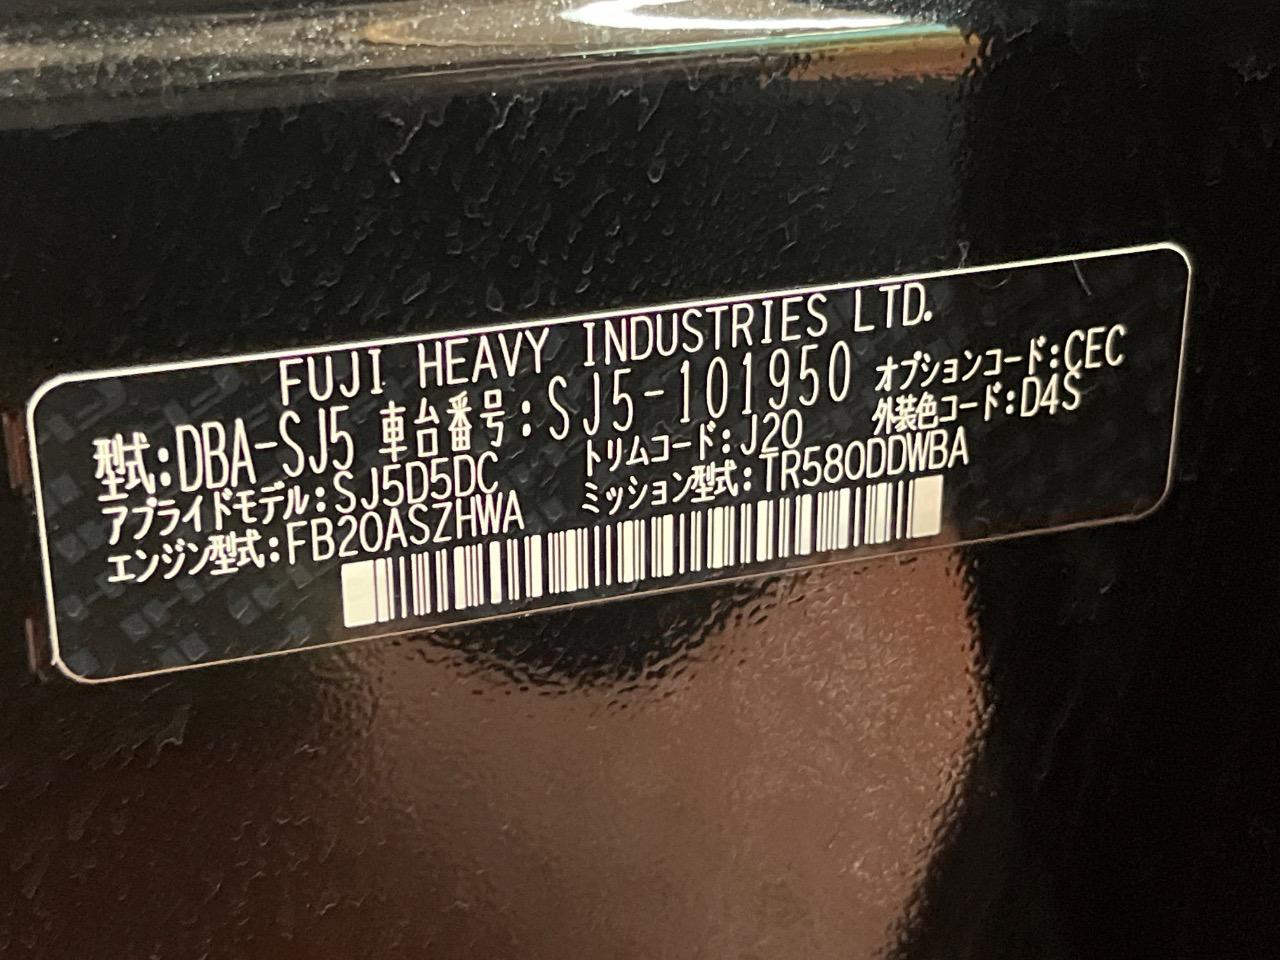 FUJI HEAVY INDUSTRIES LTD.
型式:DBA-SJ5 車台番号:SJ5-101950 オプションコード:CEC
アプライドモデル:SJ5D5DC トリムコード:J20 外装色コード:D4S
エンジン型式:FB20ASZHWA ミッション型式:TR580DDWBA